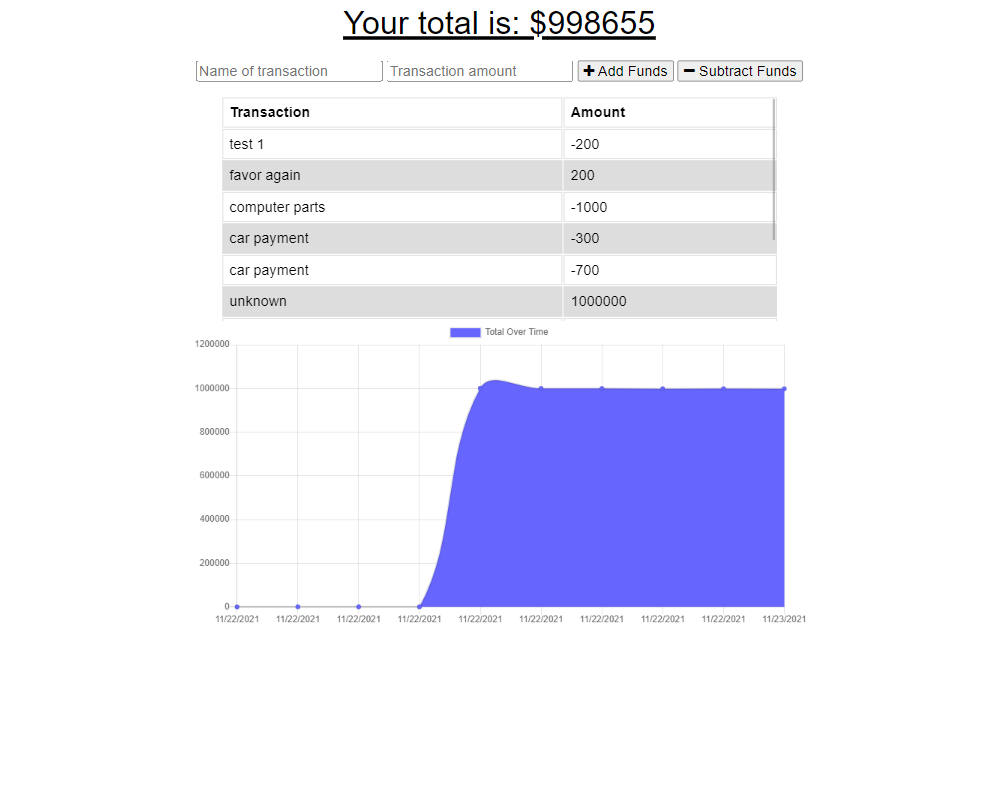 Your total is: $998655
Name of transaction Transaction amount Add Funds Subtract Funds
Transaction Amount
test 1 -200
favor again 200
computer parts -1000
car payment -300
car payment -700
unknown 1000000
Total Over Time
1200000
1000000
800000
600000
400000
200000
0
11/22/2021 11/22/2021 11/22/2021 11/22/2021 11/22/2021 11/22/2021 11/22/2021 11/22/2021 11/22/2021 11/23/2021